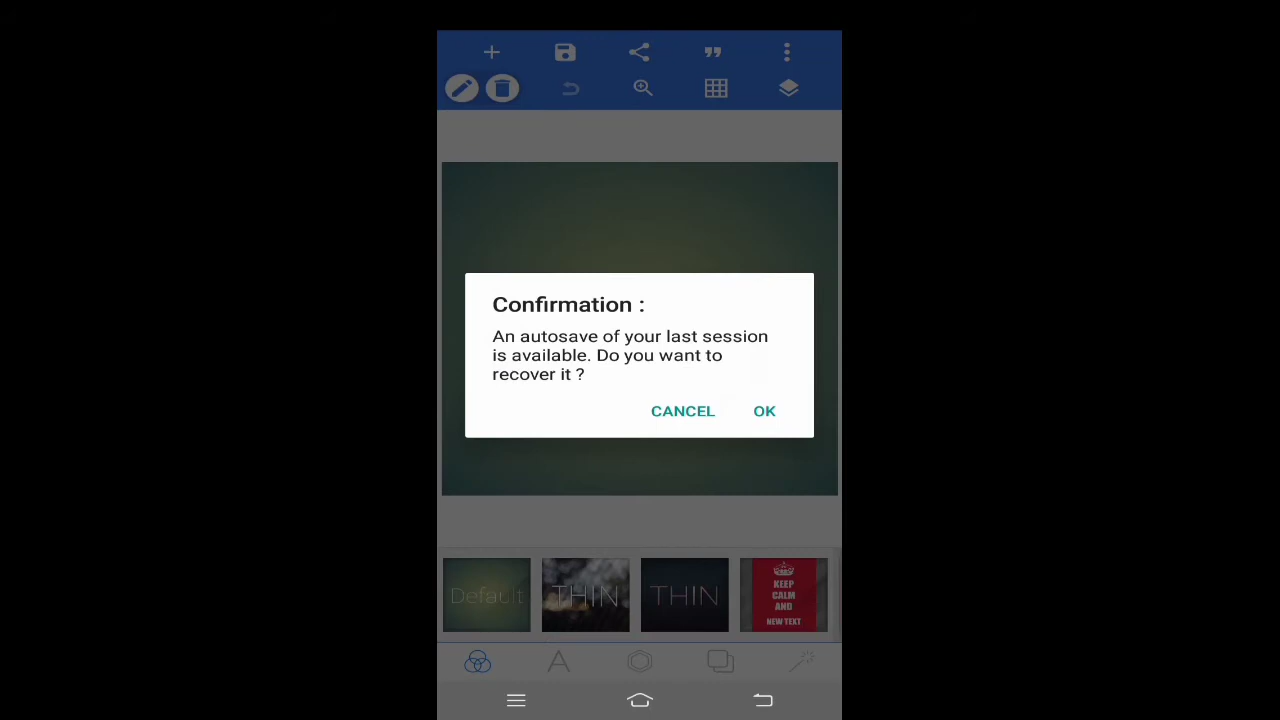 Confirmation :
An autosave of your last session
is available. Do you want to
recover it ?
CANCEL OK
Default THIN THIN KEEP
CALM
AND
NEW TEXT